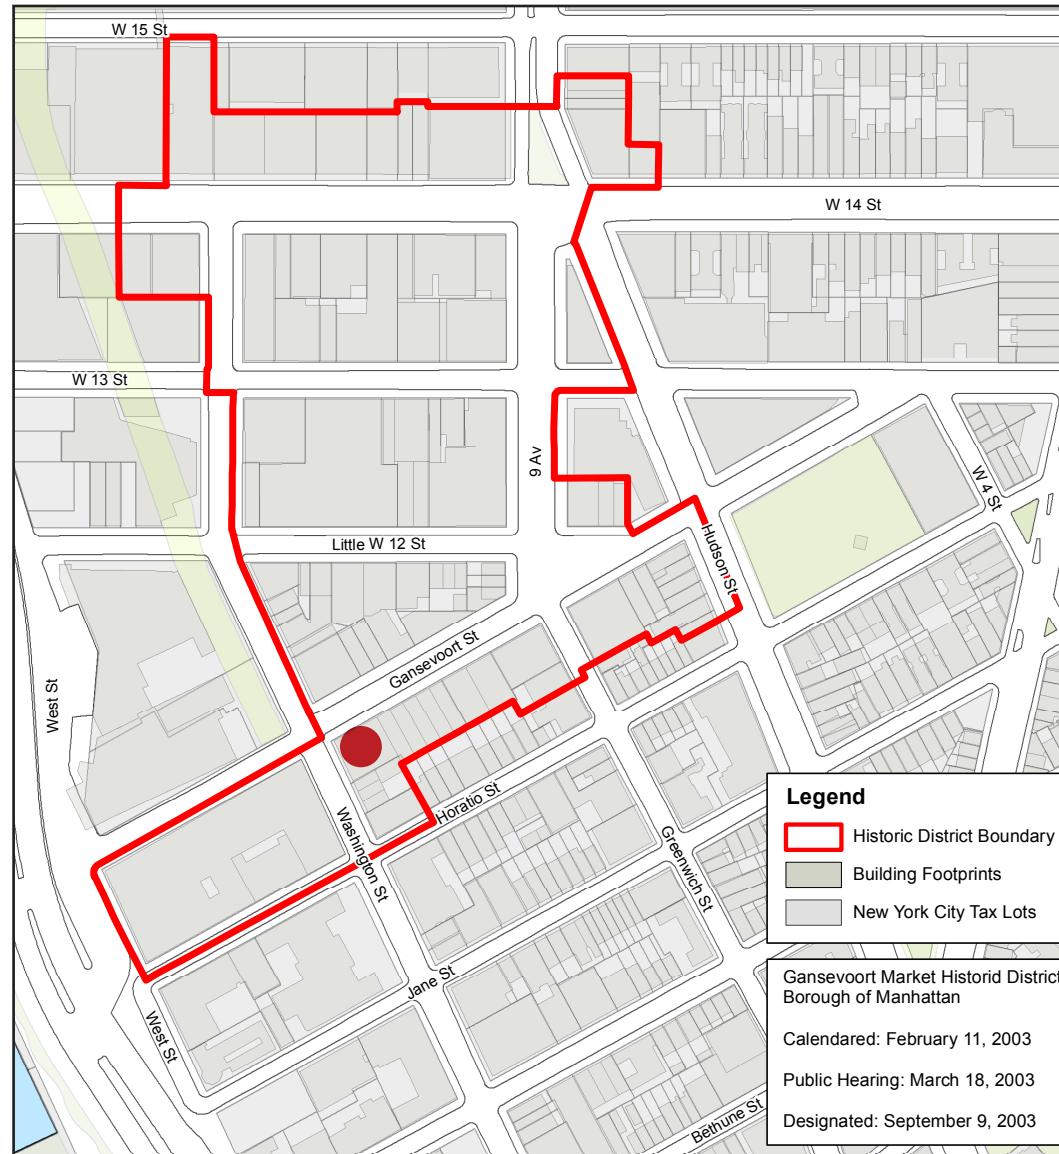 W 15 St
W 14 St
W 13 St
9 Av
W 4 St
Little W 12 St
Hudson St
Gansevoort St
West St
Horatio St
Washington St
Greenwich St
Jane St
West St
Bethune St
Legend
Historic District Boundary
Building Footprints
New York City Tax Lots
Gansevoort Market Historid District
Borough of Manhattan
Calendared: February 11, 2003
Public Hearing: March 18, 2003
Designated: September 9, 2003